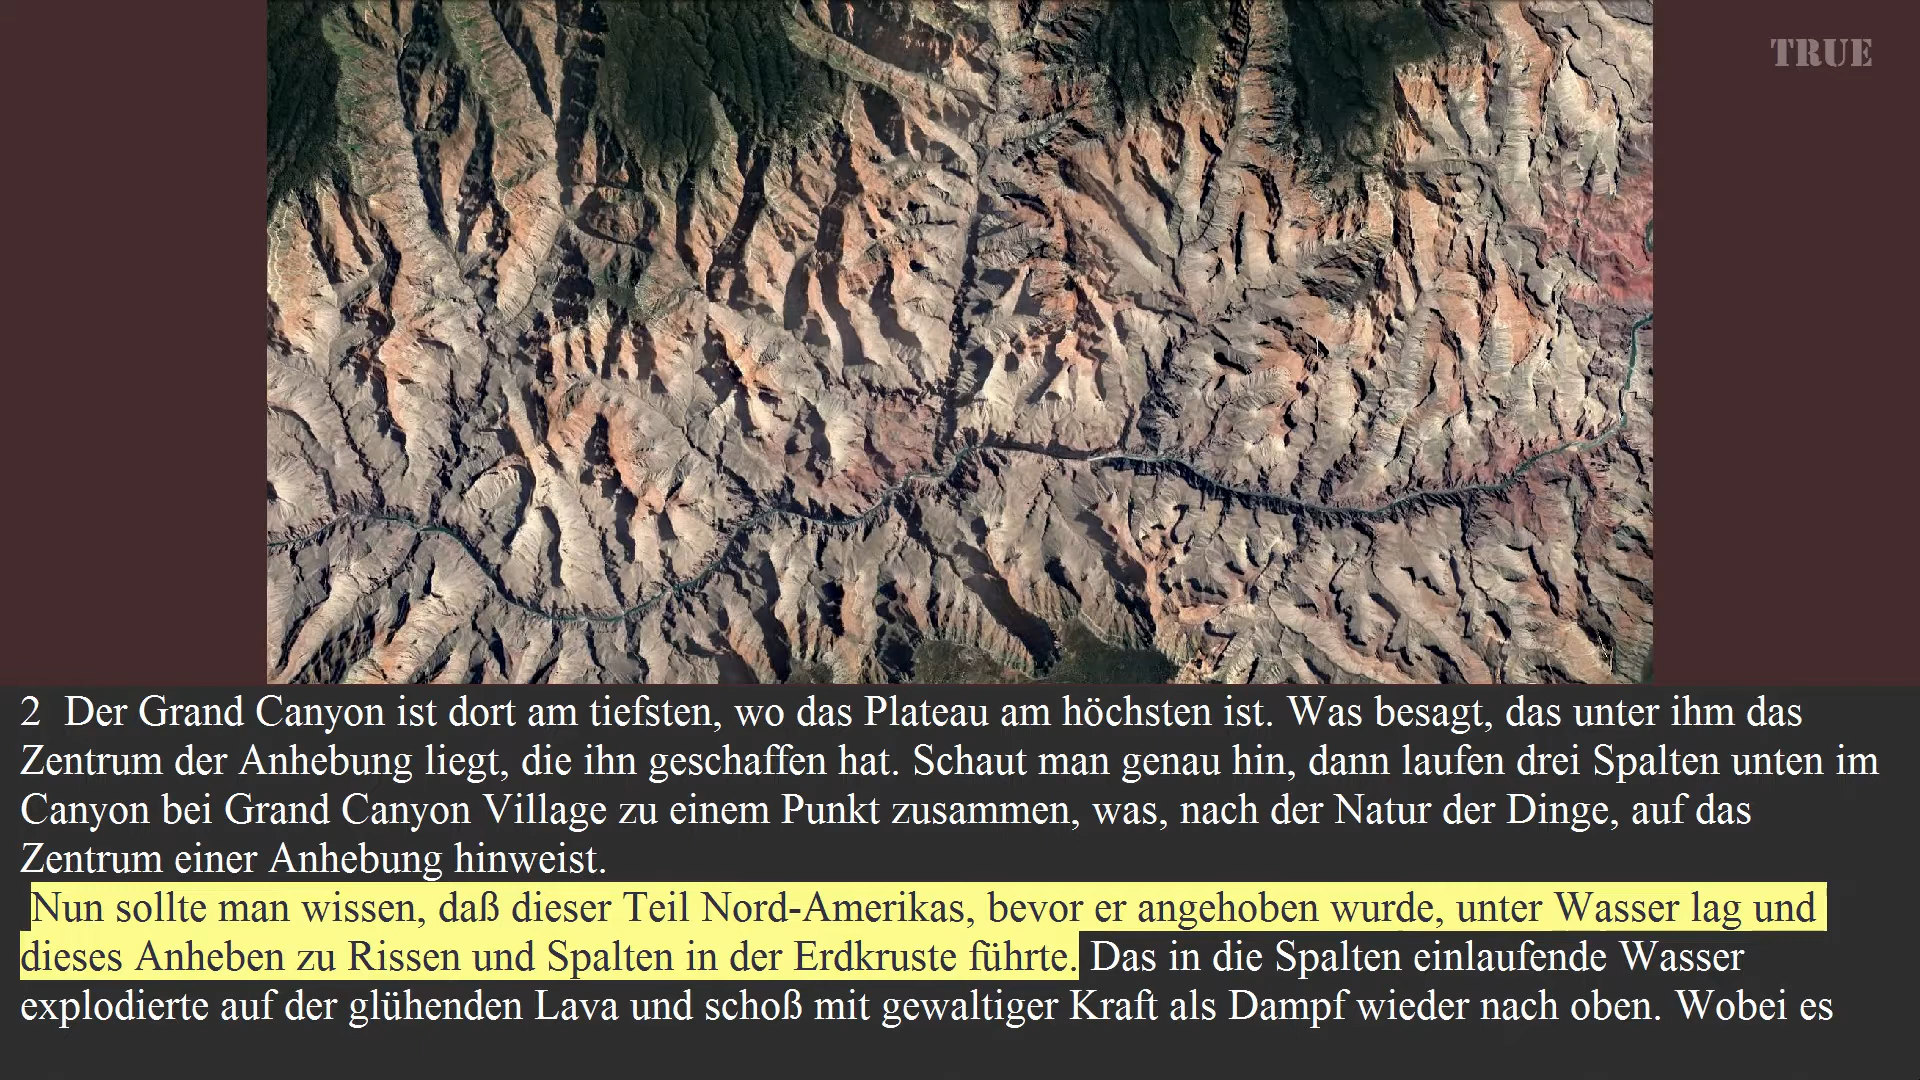 TRUE
2  Der Grand Canyon ist dort am tiefsten, wo das Plateau am höchsten ist. Was besagt, das unter ihm das
Zentrum der Anhebung liegt, die ihn geschaffen hat. Schaut man genau hin, dann laufen drei Spalten unten im
Canyon bei Grand Canyon Village zu einem Punkt zusammen, was, nach der Natur der Dinge, auf das
Zentrum einer Anhebung hinweist.
Nun sollte man wissen, daß dieser Teil Nord-Amerikas, bevor er angehoben wurde, unter Wasser lag und
dieses Anheben zu Rissen und Spalten in der Erdkruste führte. Das in die Spalten einlaufende Wasser
explodierte auf der glühenden Lava und schoß mit gewaltiger Kraft als Dampf wieder nach oben. Wobei es